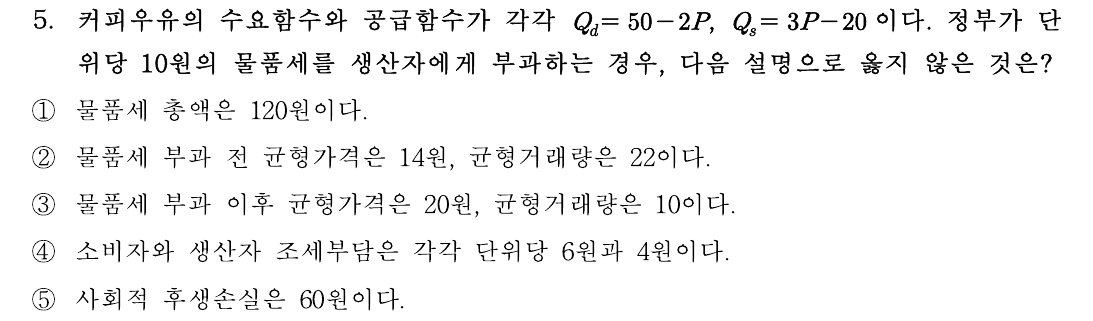 5. 커피우유의 수요함수와 공급함수가 각각 Qd= 50-2P, Qs= 3P-20 이다. 정부가 단
위당 10원의 물품세를 생산자에게 부과하는 경우, 다음 설명으로 옳지 않은 것은?
① 물품세 총액은 120원이다.
② 물품세 부과 전 균형가격은 14원, 균형거래량은 22이다.
③ 물품세 부과 이후 균형가격은 20원, 균형거래량은 10이다.
④ 소비자와 생산자 조세부담은 각각 단위당 6원과 4원이다.
⑤ 사회적 후생손실은 60원이다.